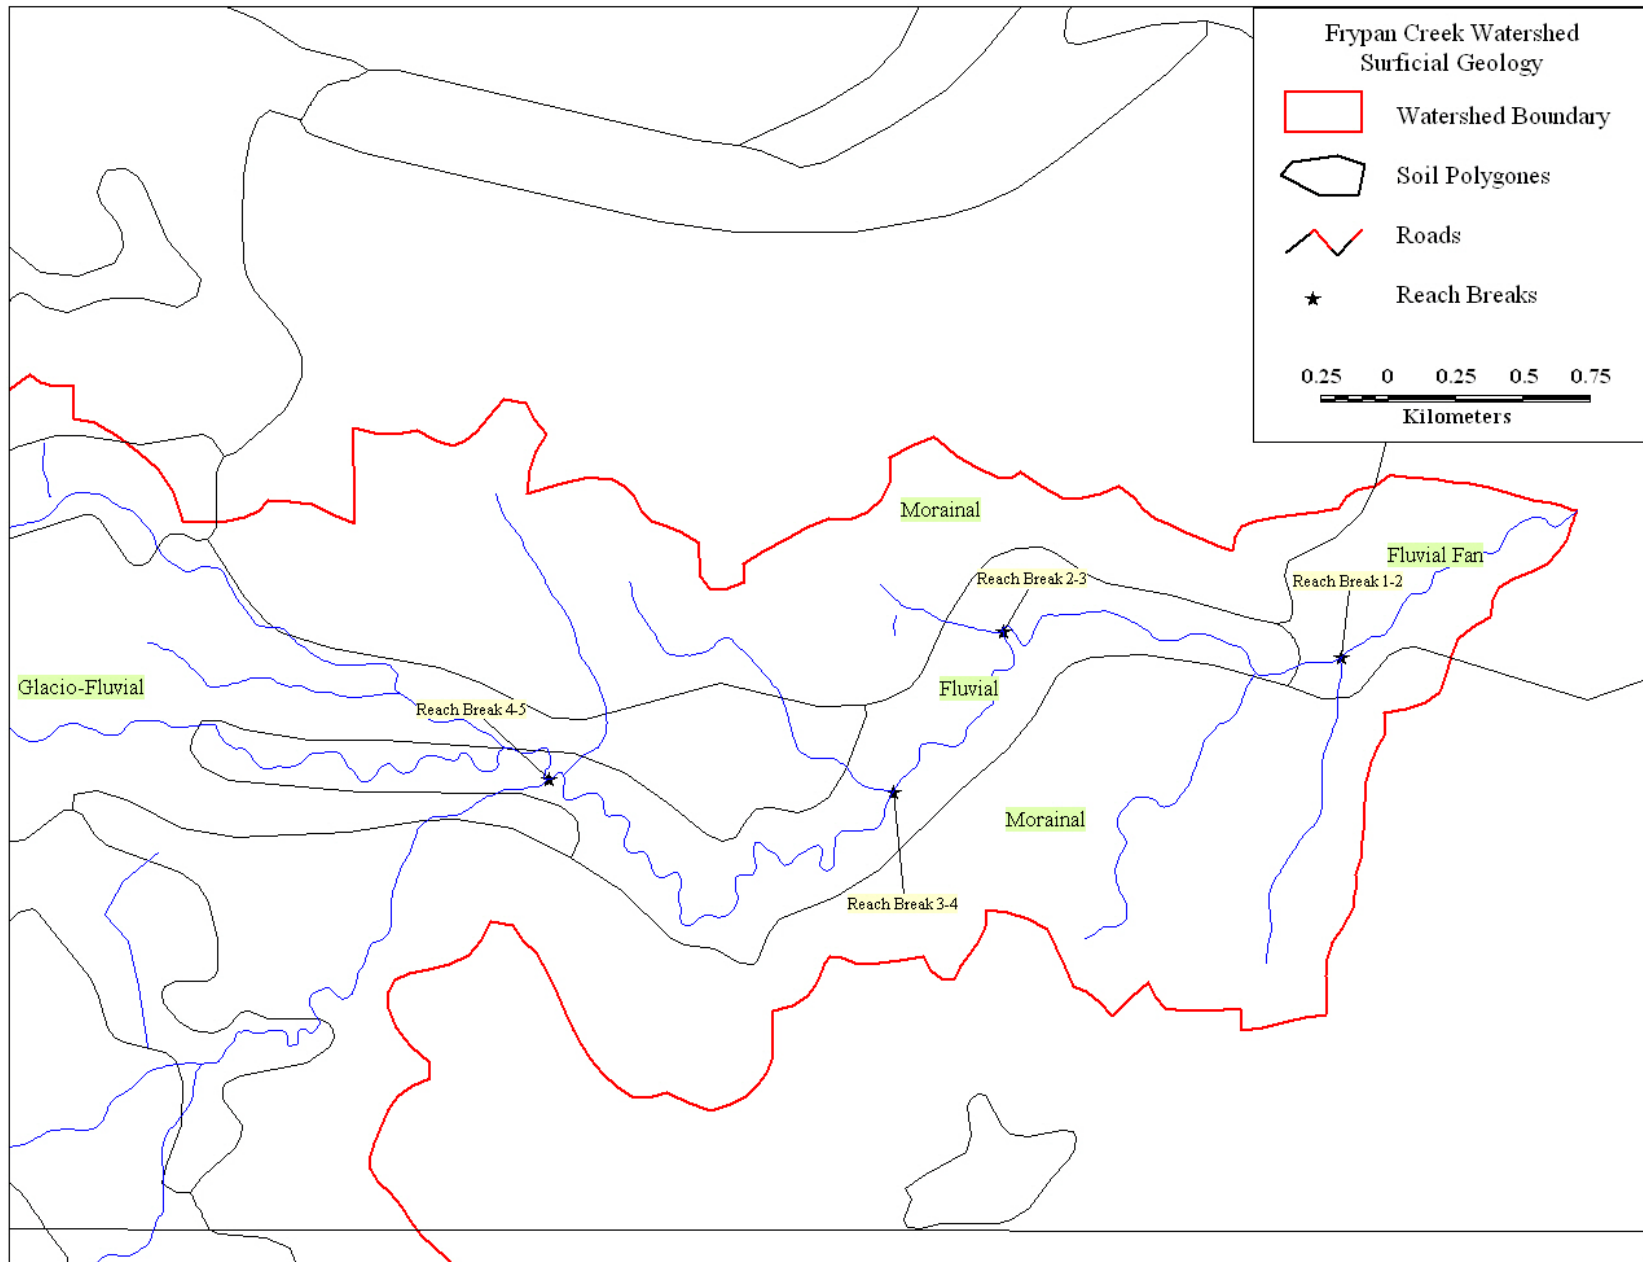 Frypan Creek Watershed
Surficial Geology
Watershed Boundary
Soil Polygones
Roads
Reach Breaks
0.25 0 0.25 0.5 0.75
Kilometers
Morainal
Fluvial Fan
Reach Break 2-3
Reach Break 1-2
Glacio-Fluvial
Fluvial
Reach Break 4-5
Morainal
Reach Break 3-4